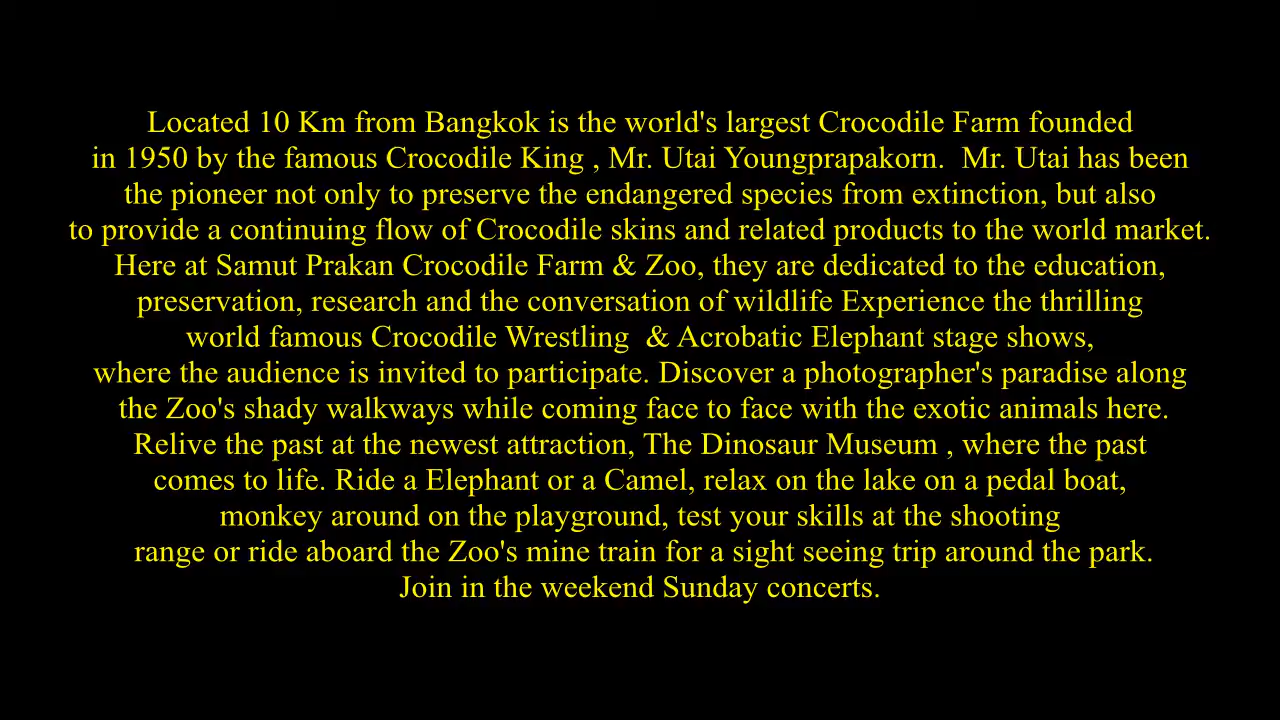 Located 10 Km from Bangkok is the world's largest Crocodile Farm founded
in 1950 by the famous Crocodile King , Mr. Utai Youngprapakorn.  Mr. Utai has been
the pioneer not only to preserve the endangered species from extinction, but also
to provide a continuing flow of Crocodile skins and related products to the world market.
Here at Samut Prakan Crocodile Farm & Zoo, they are dedicated to the education,
preservation, research and the conversation of wildlife Experience the thrilling
world famous Crocodile Wrestling  & Acrobatic Elephant stage shows,
where the audience is invited to participate. Discover a photographer's paradise along
the Zoo's shady walkways while coming face to face with the exotic animals here.
Relive the past at the newest attraction, The Dinosaur Museum , where the past
comes to life. Ride a Elephant or a Camel, relax on the lake on a pedal boat,
monkey around on the playground, test your skills at the shooting
range or ride aboard the Zoo's mine train for a sight seeing trip around the park.
Join in the weekend Sunday concerts.